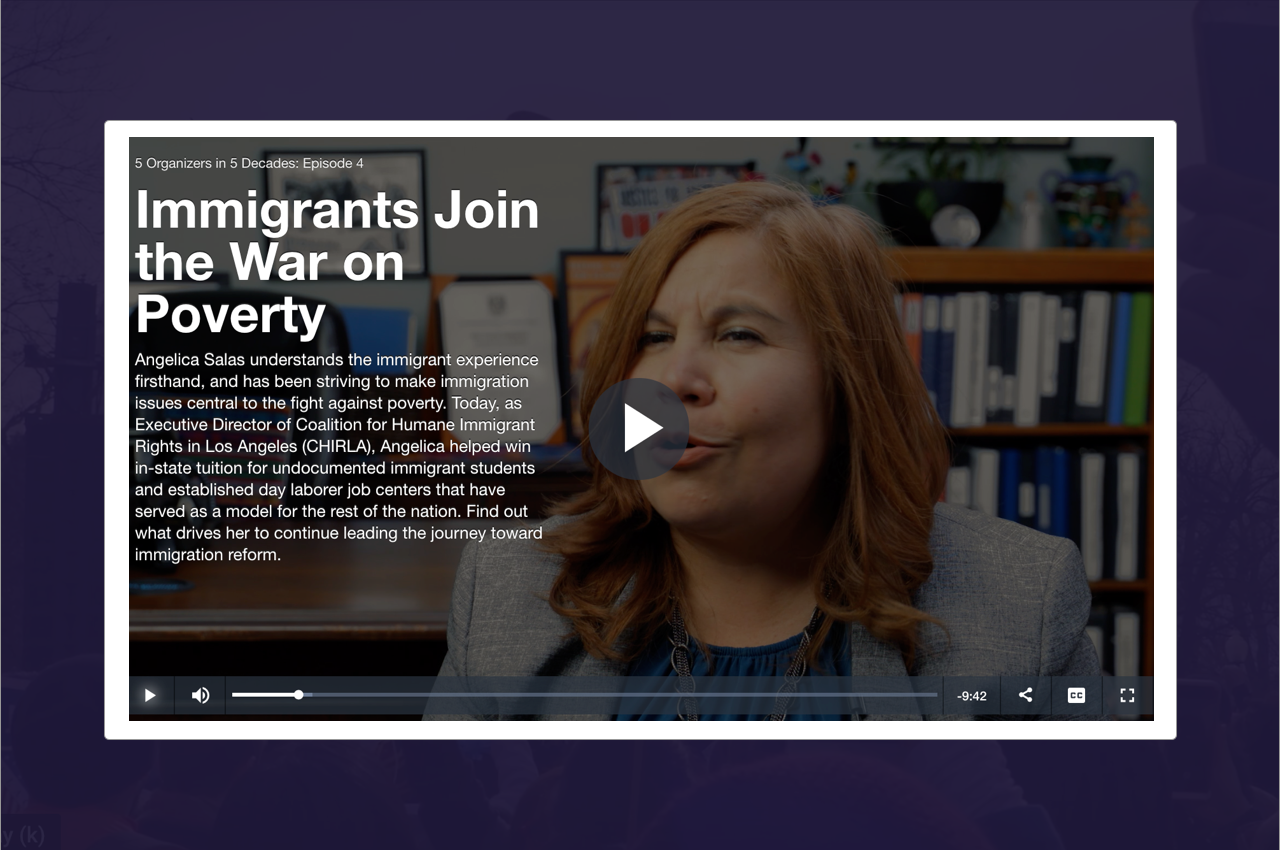 5 Organizers in 5 Decades: Episode 4
Immigrants Join
the War on
Poverty
Angelica Salas understands the immigrant experience
firsthand, and has been striving to make immigration
issues central to the fight against poverty. Today, as
Executive Director of Coalition for Humane Immigrant
Rights in Los Angeles (CHIRLA), Angelica helped win
in-state tuition for undocumented immigrant students
and established day laborer job centers that have
served as a model for the rest of the nation. Find out
what drives her to continue leading the journey toward
immigration reform.
-9:42
CC
y (k)